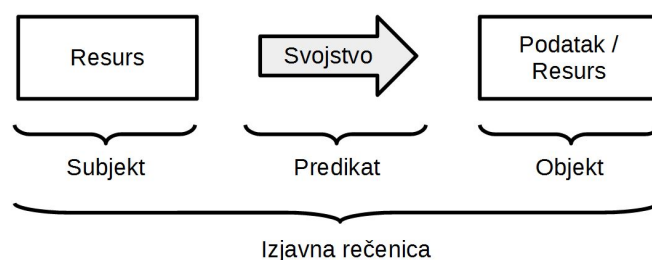 Resurs
Svojstvo
Podatak /
Resurs
Subjekt
Predikat
Objekt
Izjavna rečenica